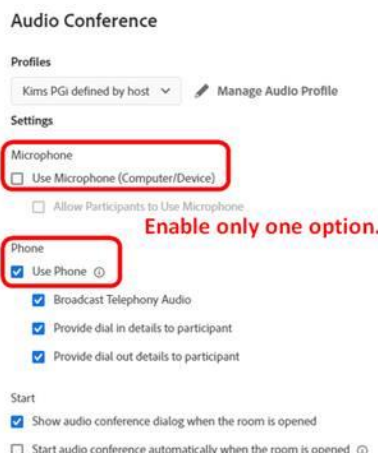 Audio Conference
Profiles
Kims PGi defined by host Manage Audio Profile
Settings
Microphone
Use Microphone (Computer/Device)
Allow Participants to Use Microphone
Enable only one option.
Phone
Use Phone
Broadcast Telephony Audio
Provide dial in details to participant
Provide dial out details to participant
Start
Show audio conference dialog when the room is opened
Start audio conference automatically when the room is opened